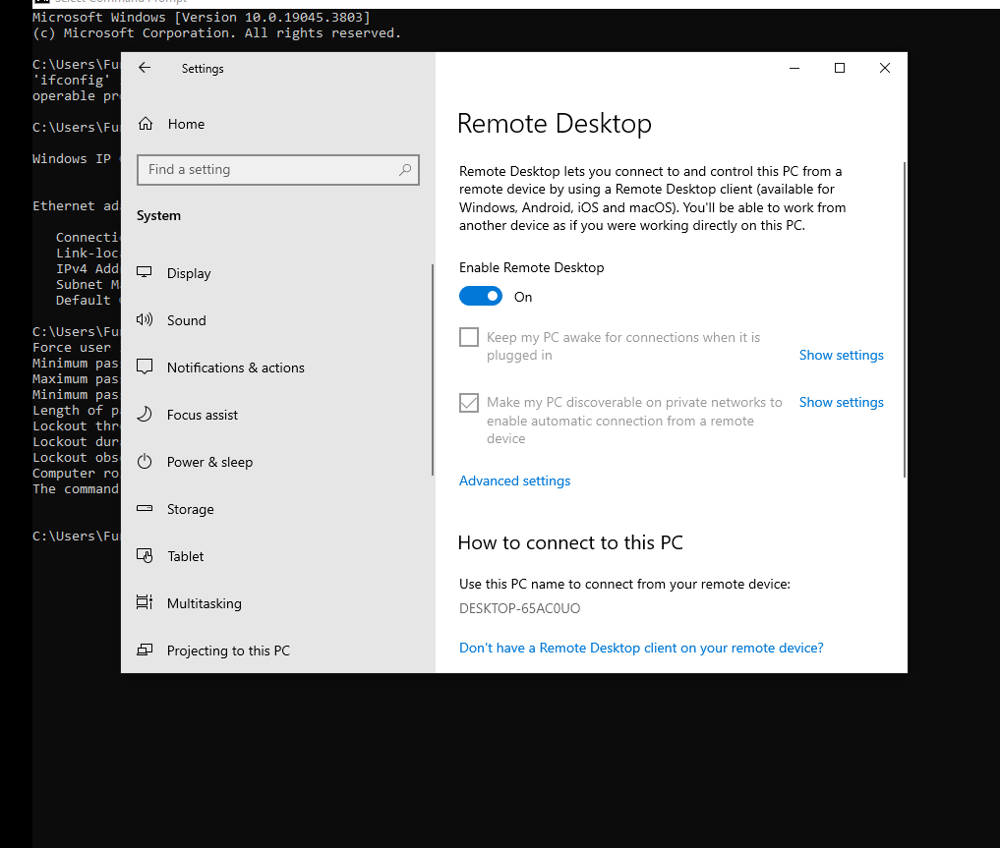 Select Command Prompt
Microsoft Windows [Version 10.0.19045.3803]
(c) Microsoft Corporation. All rights reserved.
C:\Users\Fu
'ifconfig'
operable pr
C:\Users\Fu
Windows IP
Ethernet ad
Connecti
Link-loc
IPv4 Add
Subnet M
Default
C:\Users\Fu
Force user
Minimum pas
Maximum pas
Minimum pas
Length of p
Lockout thr
Lockout dur
Lockout obs
Computer ro
The command
C:\Users\Fu
Settings
Home
Find a setting
System
Display
Sound
Notifications & actions
Focus assist
Power & sleep
Storage
Tablet
Multitasking
Projecting to this PC
Remote Desktop
Remote Desktop lets you connect to and control this PC from a
remote device by using a Remote Desktop client (available for
Windows, Android, iOS and macOS). You'll be able to work from
another device as if you were working directly on this PC.
Enable Remote Desktop
On
Keep my PC awake for connections when it is
plugged in
Show settings
Make my PC discoverable on private networks to
enable automatic connection from a remote
device
Show settings
Advanced settings
How to connect to this PC
Use this PC name to connect from your remote device:
DESKTOP-65AC0UO
Don't have a Remote Desktop client on your remote device?